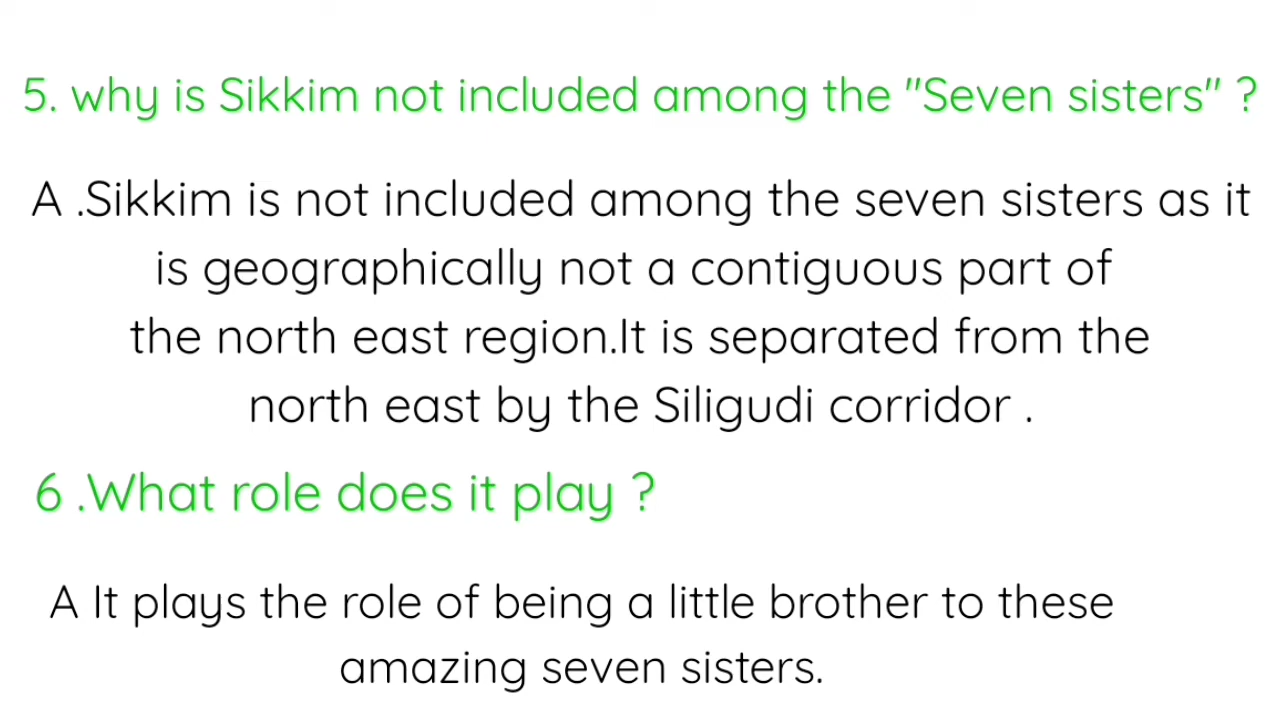 5. why is Sikkim not included among the "Seven sisters" ?
A .Sikkim is not included among the seven sisters as it
is geographically not a contiguous part of
the north east region.It is separated from the
north east by the Siligudi corridor .
6 .What role does it play ?
A It plays the role of being a little brother to these
amazing seven sisters.